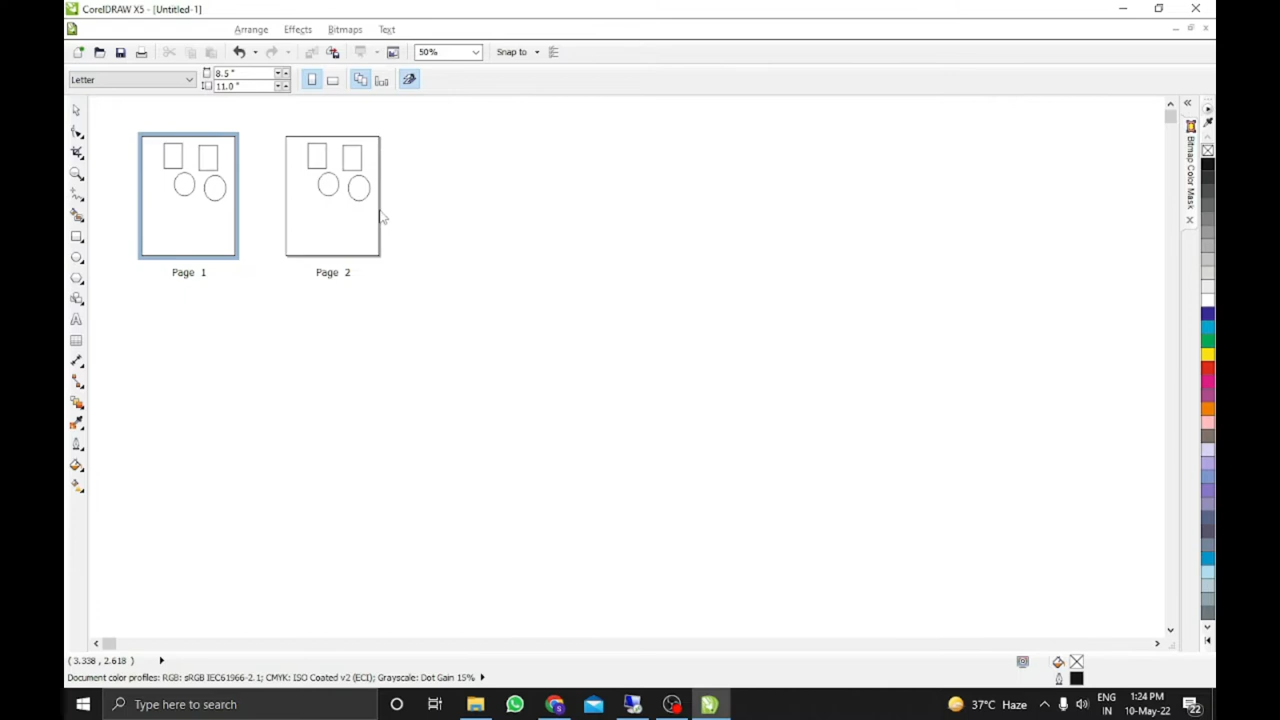 CorelDRAW X5 - [Untitled-1]
Arrange Effects Bitmaps Text
50% Snap to
Letter 8.5 "
11.0 "
Bitmap Color Mask
Page 1 Page 2
( 3.338 , 2.618 )
Document color profiles: RGB: sRGB IEC61966-2.1; CMYK: ISO Coated v2 (ECI); Grayscale: Dot Gain 15%
Type here to search
37°C Haze
ENG
IN
1:24 PM
10-May-22
22